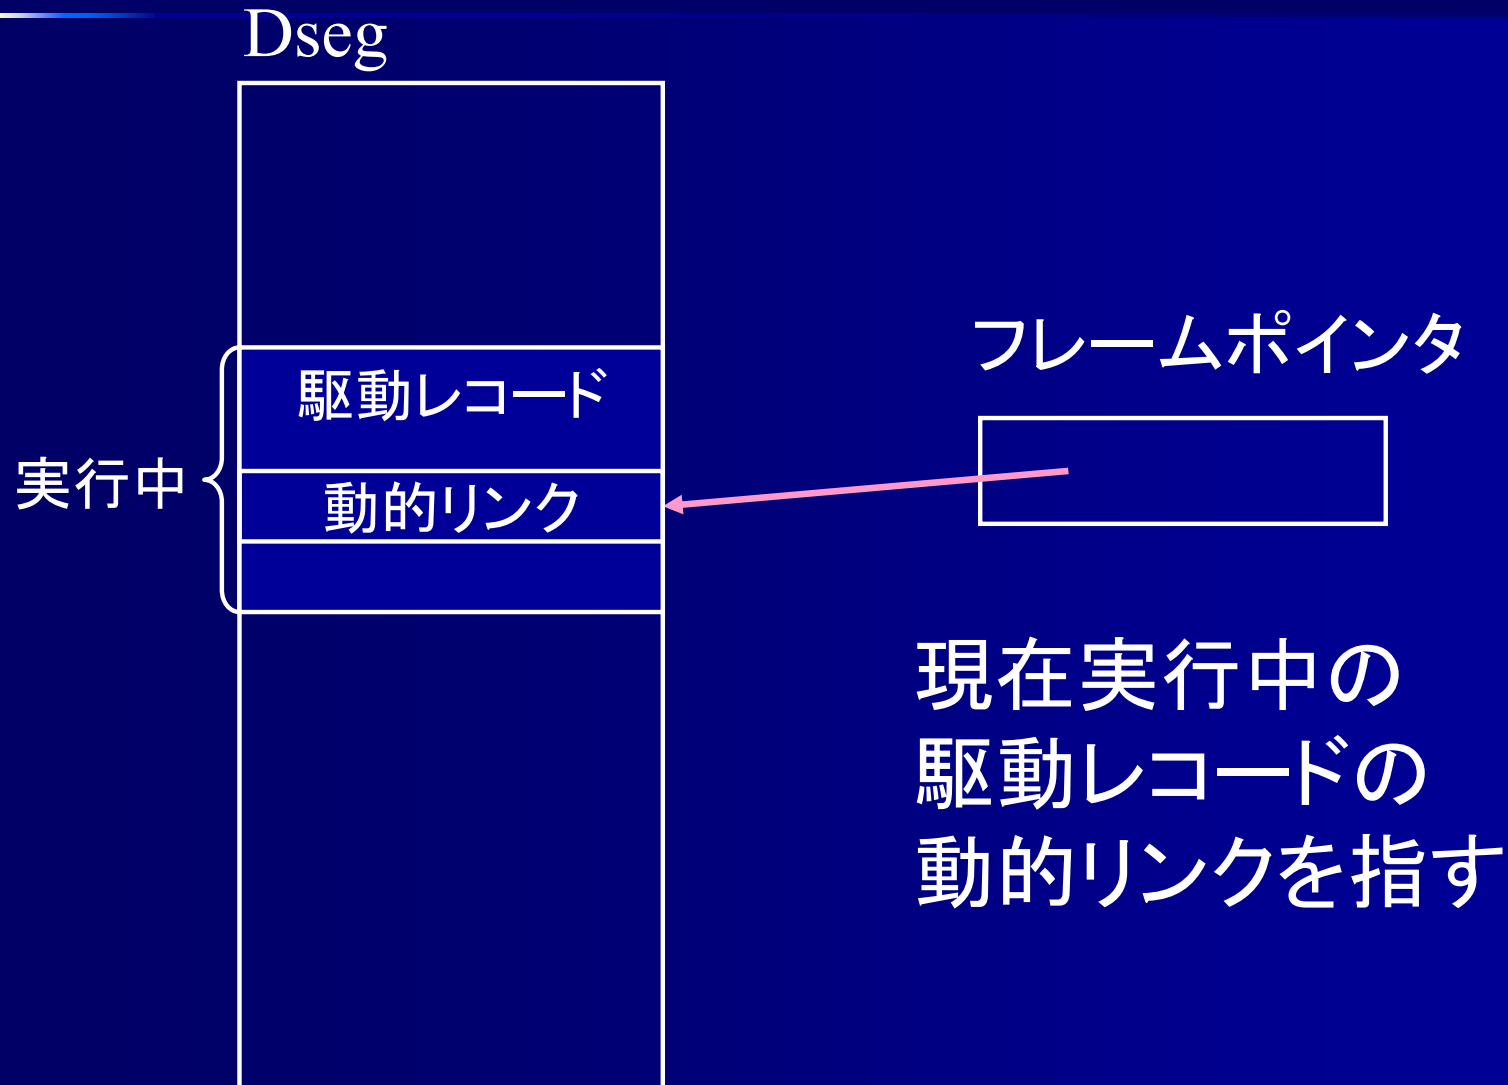 Dseg
駆動レコード
実行中
動的リンク
フレームポインタ
現在実行中の
駆動レコードの
動的リンクを指す